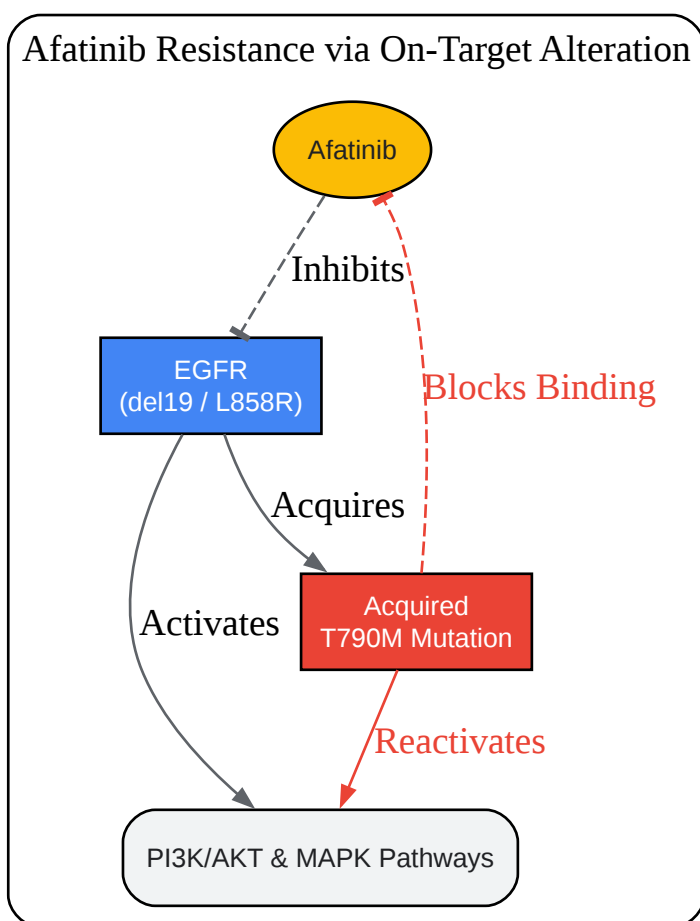 Afatinib Resistance via On-Target Alteration
Afatinib
Inhibits
EGFR
(del19 / L858R)
Blocks Binding
Acquires
Activates
Acquired
T790M Mutation
Reactivates
PI3K/AKT & MAPK Pathways